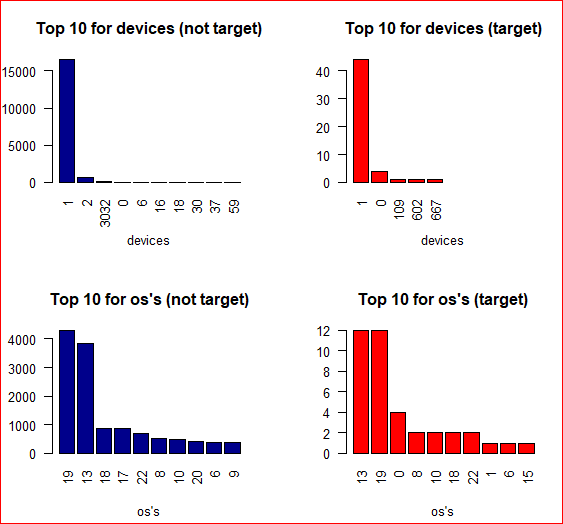 Top 10 for devices (not target)
15000
10000
5000
0
1 2 3032 0 6 16 18 30 37 59
devices
Top 10 for devices (target)
40
30
20
10
0
1 0 109 602 667
devices
Top 10 for os's (not target)
4000
3000
2000
1000
0
19 13 18 17 22 8 10 20 6 9
os's
Top 10 for os's (target)
12
10
8
6
4
2
0
13 19 0 8 10 18 22 1 6 15
os's